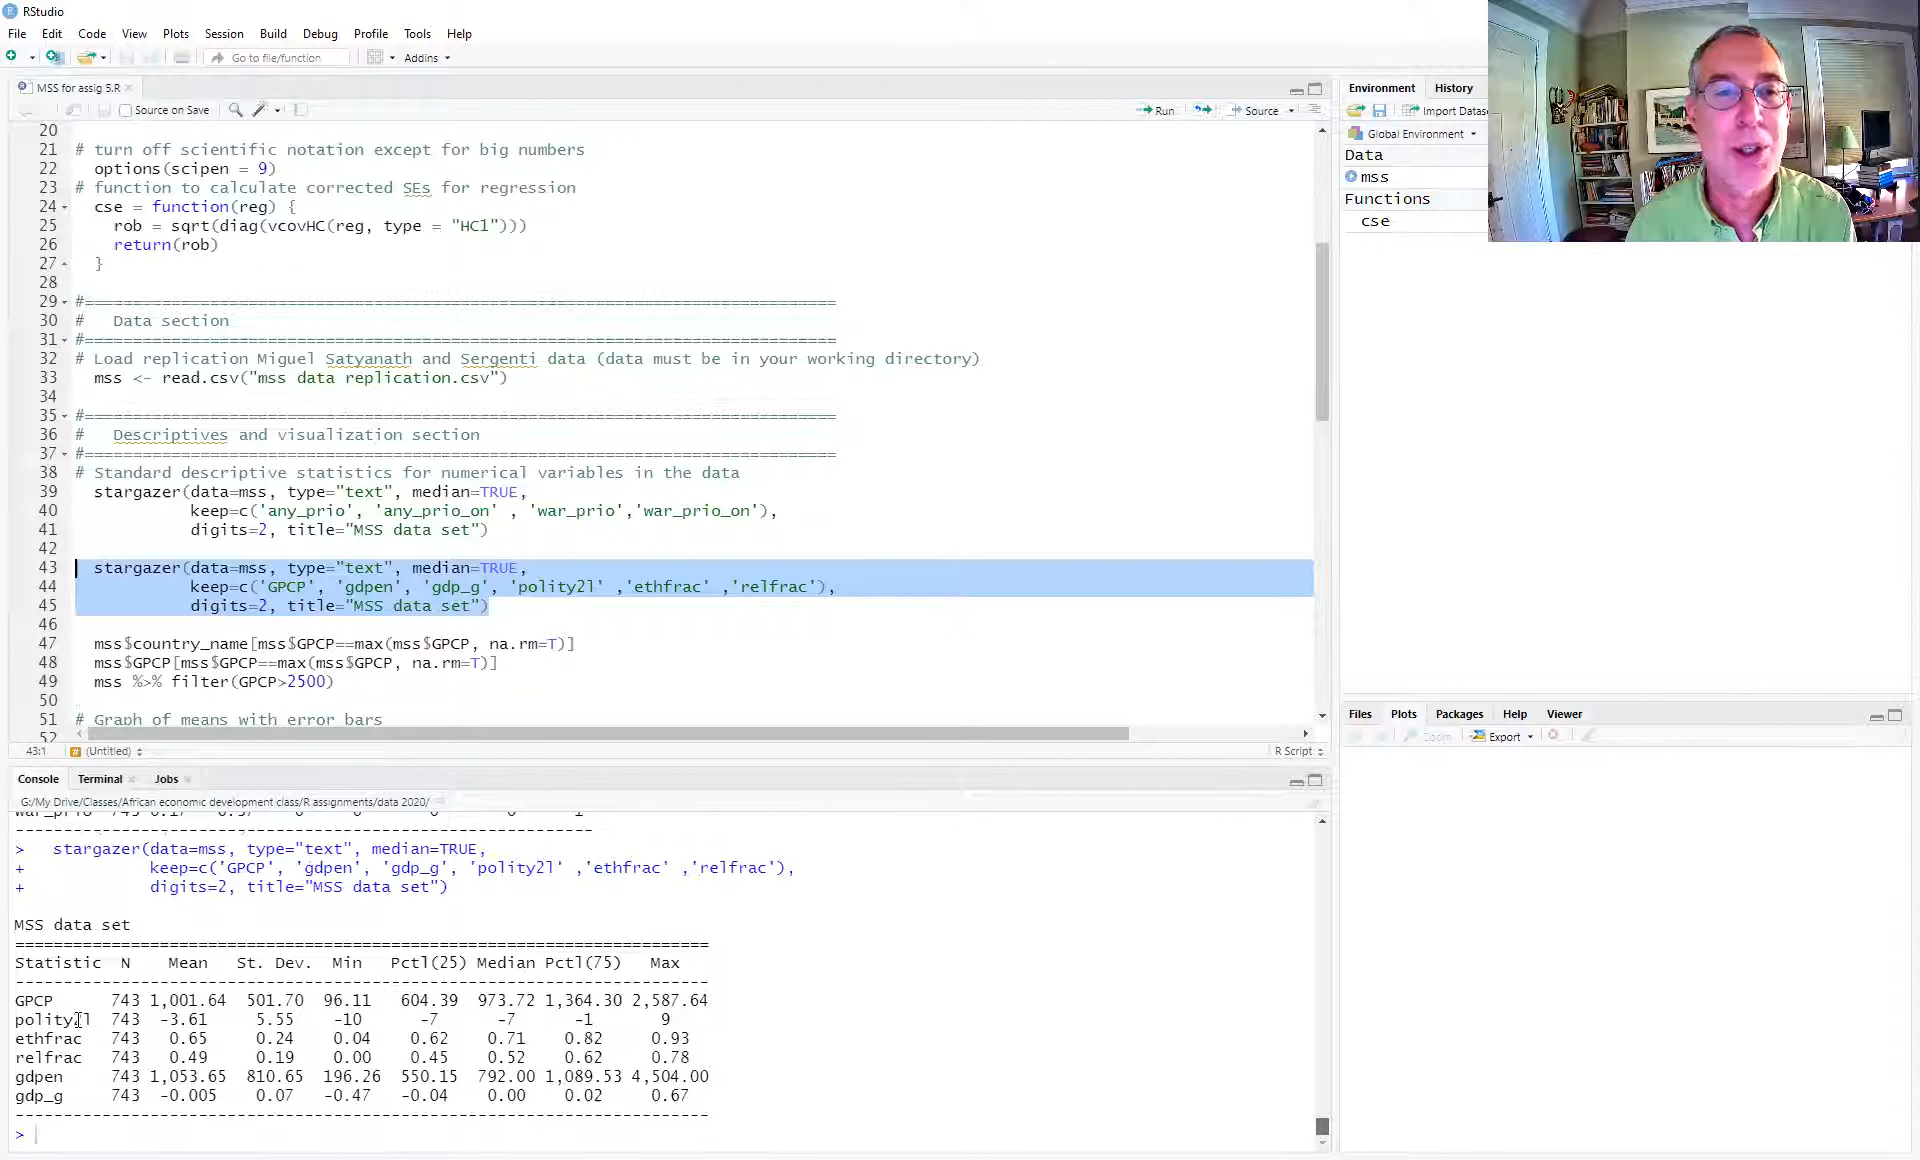 RStudio
File Edit Code View Plots Session Build Debug Profile Tools Help
Go to file/function Addins
MSS for assig 5.R
Source on Save Run Source
20
21 # turn off scientific notation except for big numbers
22 options(scipen = 9)
23 # function to calculate corrected SEs for regression
24 cse = function(reg) {
25 rob = sqrt(diag(vcovHC(reg, type = "HC1")))
26 return(rob)
27 }
28
29 #==============================================================================
30 # Data section
31 #==============================================================================
32 # Load replication Miguel Satyanath and Sergenti data (data must be in your working directory)
33 mss <- read.csv("mss data replication.csv")
34
35 #==============================================================================
36 # Descriptives and visualization section
37 #==============================================================================
38 # Standard descriptive statistics for numerical variables in the data
39 stargazer(data=mss, type="text", median=TRUE,
40 keep=c('any_prio', 'any_prio_on' , 'war_prio','war_prio_on'),
41 digits=2, title="MSS data set")
42
43 stargazer(data=mss, type="text", median=TRUE,
44 keep=c('GPCP', 'gdpen', 'gdp_g', 'polity2l' ,'ethfrac' ,'relfrac'),
45 digits=2, title="MSS data set")
46
47 mss$country_name[mss$GPCP==max(mss$GPCP, na.rm=T)]
48 mss$GPCP[mss$GPCP==max(mss$GPCP, na.rm=T)]
49 mss %>% filter(GPCP>2500)
50
51 # Graph of means with error bars
52
43:1 (Untitled) R Script
Console Terminal Jobs
G:/My Drive/Classes/African economic development class/R assignments/data 2020/
-------------------------------------------------------------
> stargazer(data=mss, type="text", median=TRUE,
+ keep=c('GPCP', 'gdpen', 'gdp_g', 'polity2l' ,'ethfrac' ,'relfrac'),
+ digits=2, title="MSS data set")
MSS data set
=========================================================================
Statistic N Mean St. Dev. Min Pctl(25) Median Pctl(75) Max
-------------------------------------------------------------------------
GPCP 743 1,001.64 501.70 96.11 604.39 973.72 1,364.30 2,587.64
polity2l 743 -3.61 5.55 -10 -7 -7 -1 9
ethfrac 743 0.65 0.24 0.04 0.62 0.71 0.82 0.93
relfrac 743 0.49 0.19 0.00 0.45 0.52 0.62 0.78
gdpen 743 1,053.65 810.65 196.26 550.15 792.00 1,089.53 4,504.00
gdp_g 743 -0.005 0.07 -0.47 -0.04 0.00 0.02 0.67
-------------------------------------------------------------------------
>
Environment History
Import Datas
Global Environment
Data
mss
Functions
cse
Files Plots Packages Help Viewer
Zoom Export